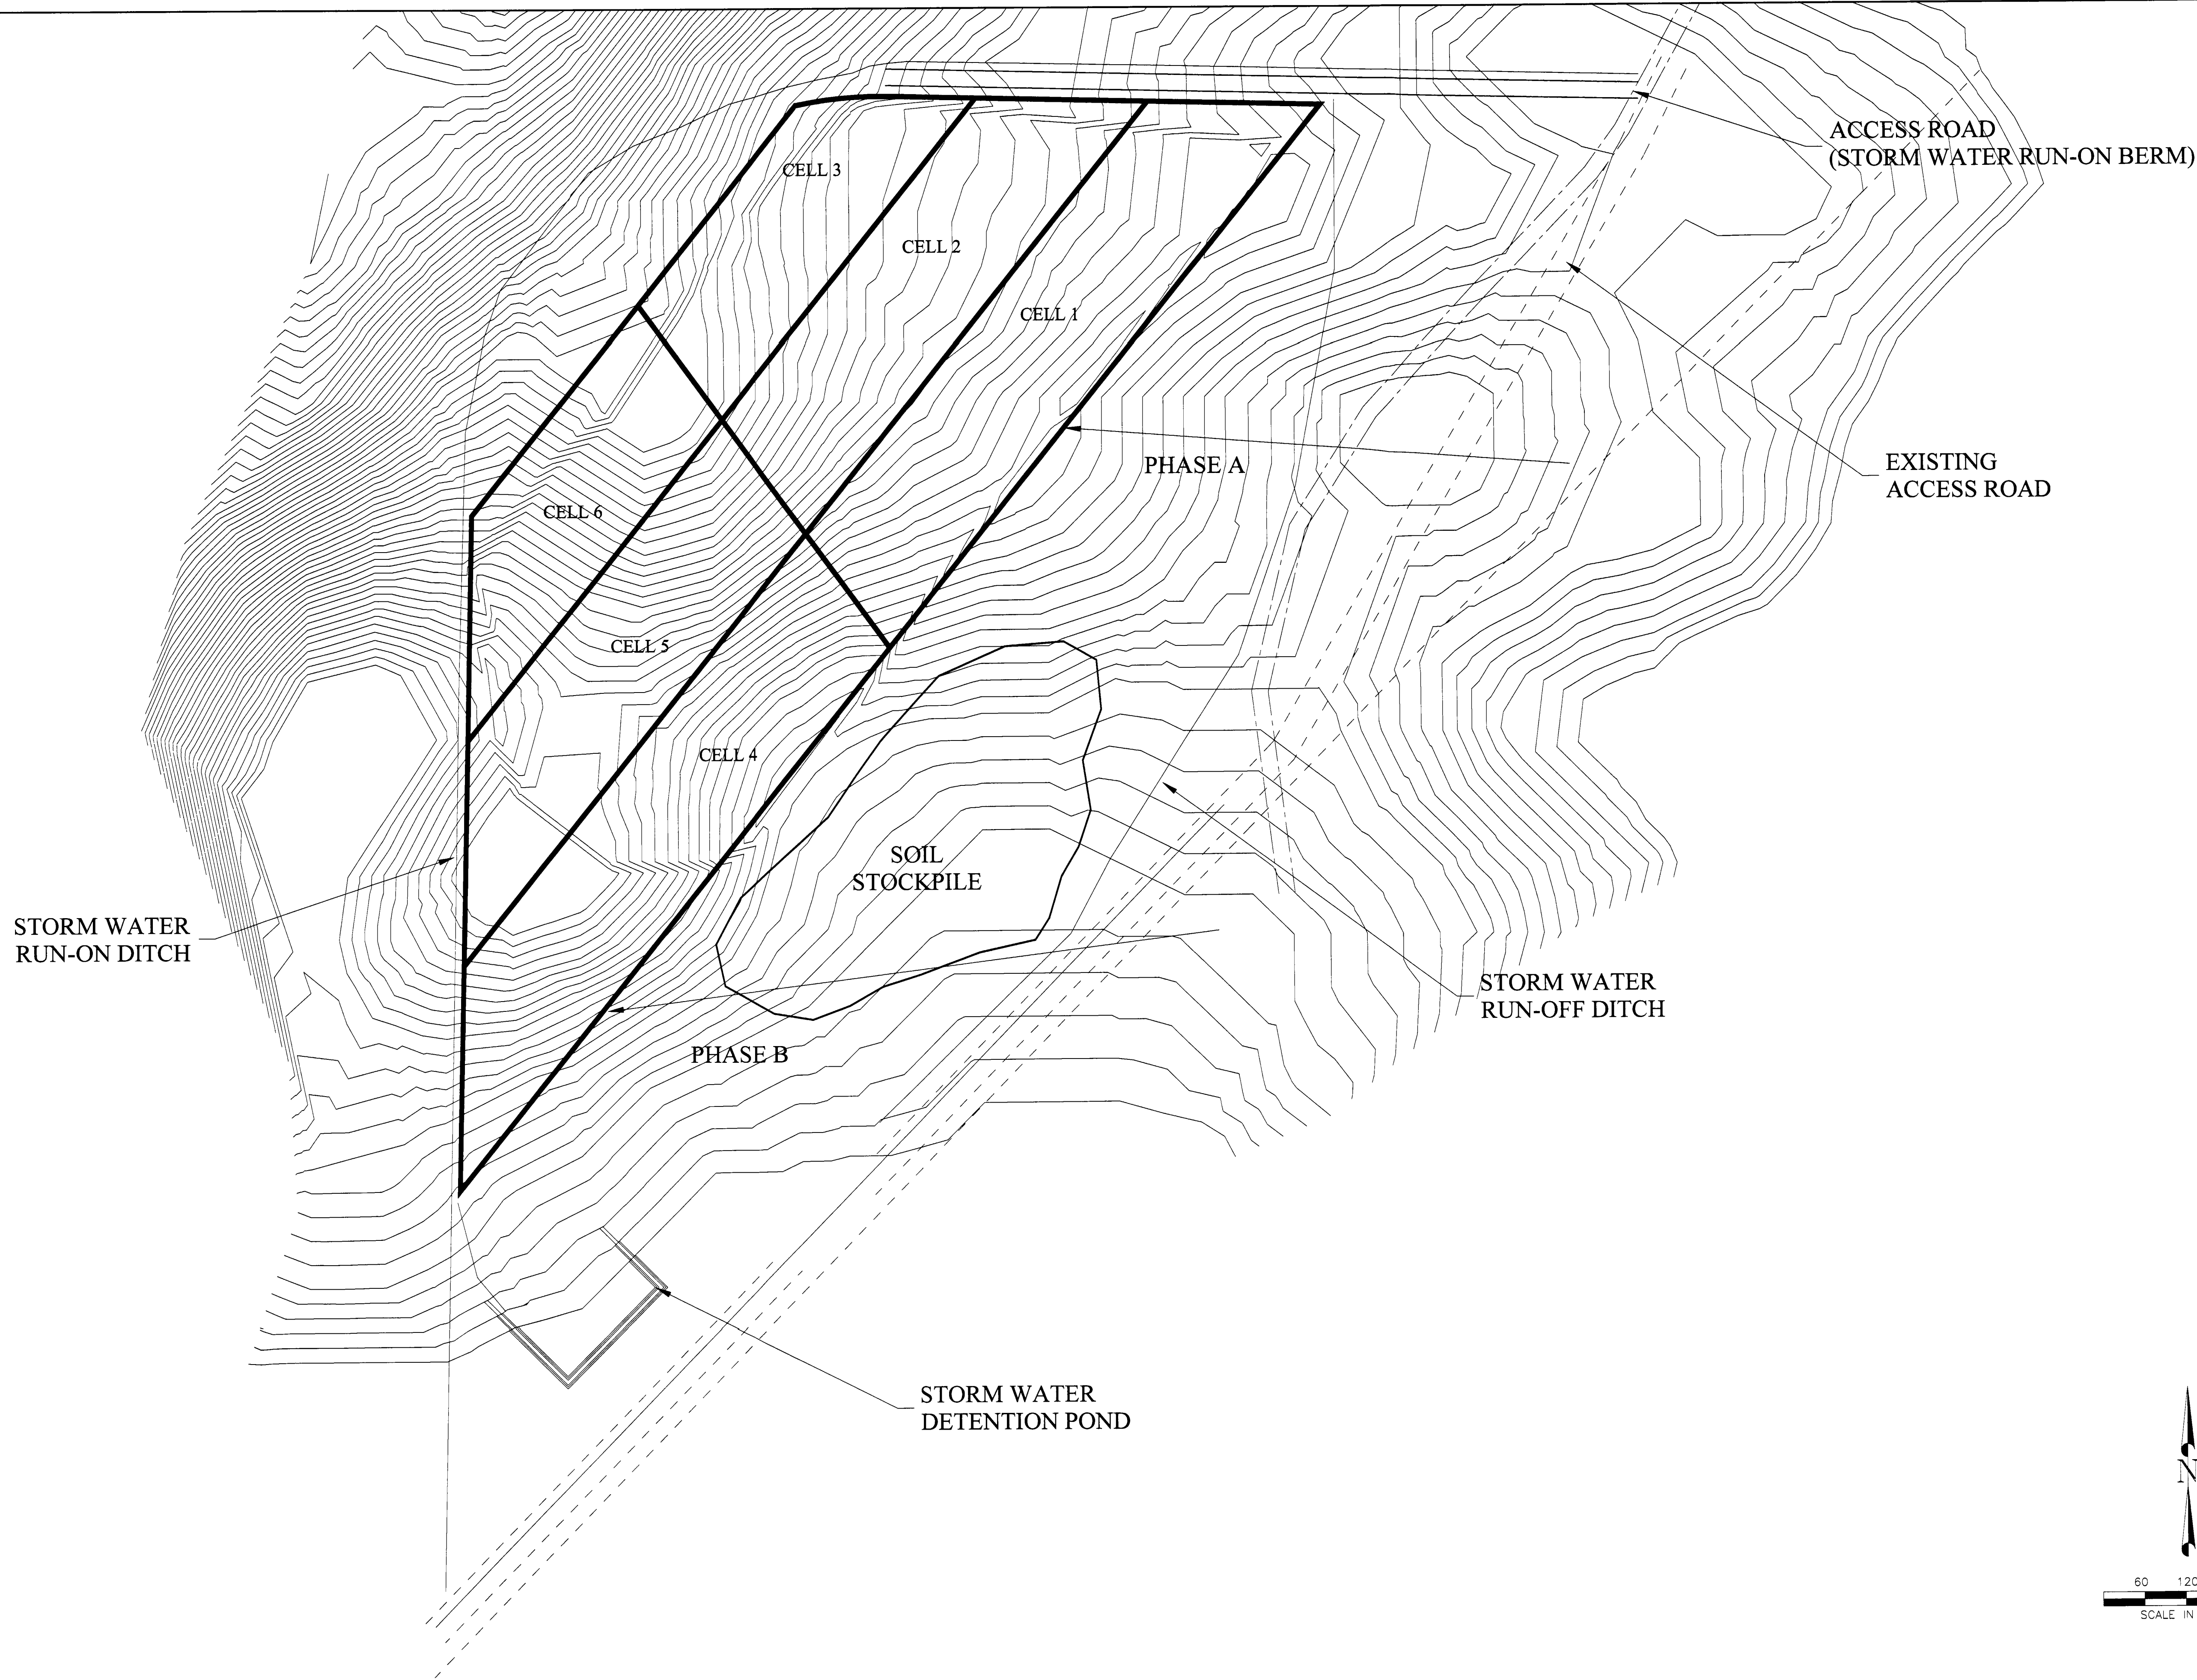 ACCESS ROAD
(STORM WATER RUN-ON BERM)
CELL 3
CELL 2
CELL 1
PHASE A
EXISTING
ACCESS ROAD
CELL 6
CELL 5
CELL 4
SOIL
STOCKPILE
STORM WATER
RUN-ON DITCH
STORM WATER
RUN-OFF DITCH
PHASE B
STORM WATER
DETENTION POND
N
60 120
SCALE IN